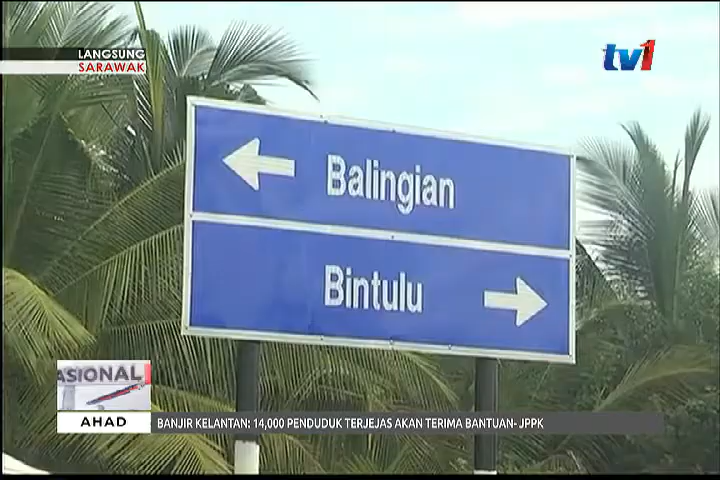 LANGSUNG
SARAWAK
tv1
Balingian
Bintulu
ASIONAL
AHAD
BANJIR KELANTAN: 14,000 PENDUDUK TERJEJAS AKAN TERIMA BANTUAN- JPPK